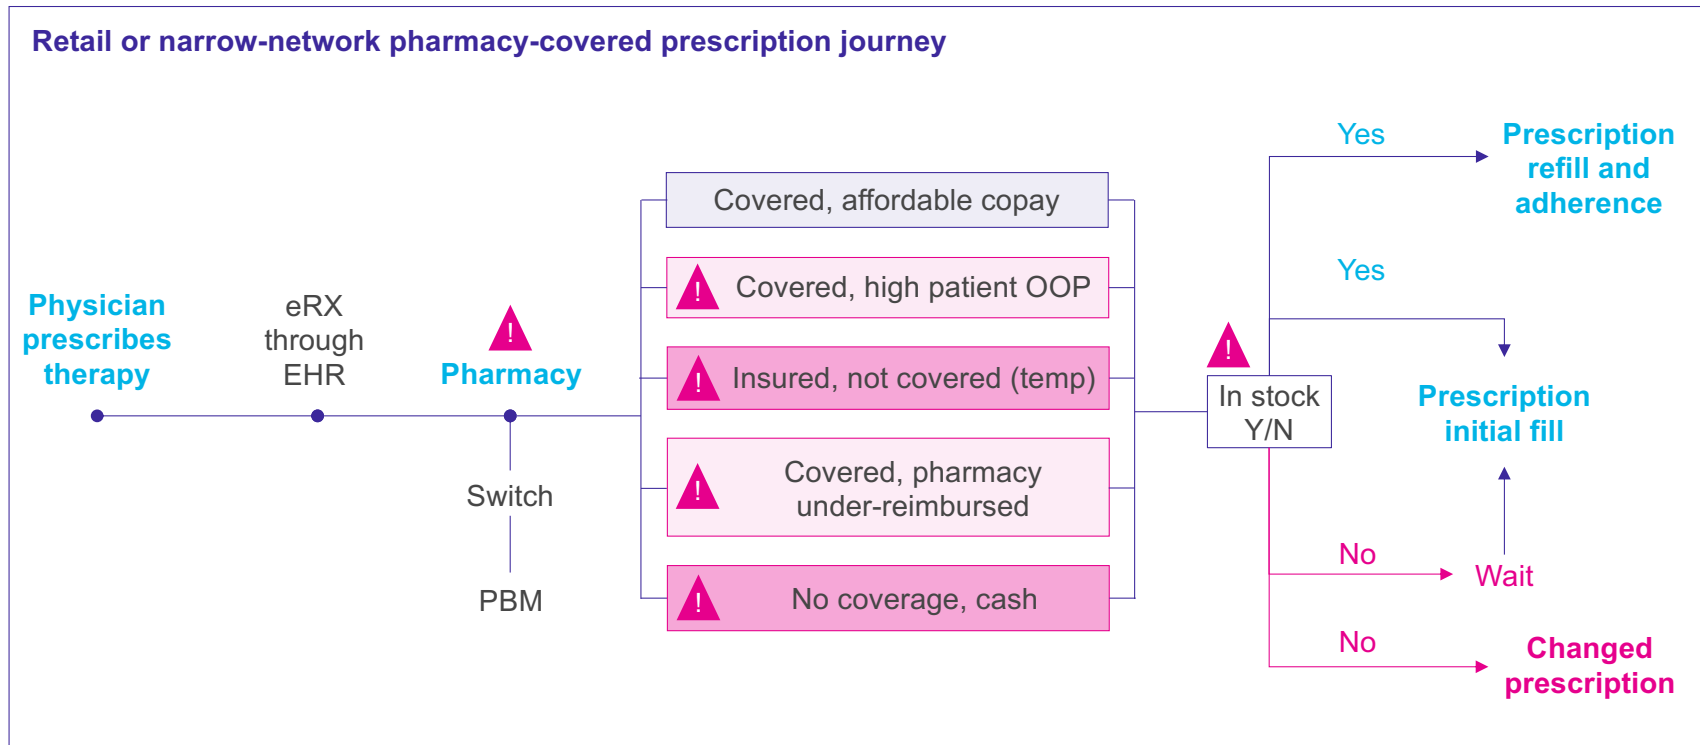 Retail or narrow-network pharmacy-covered prescription journey
Physician
prescribes
therapy
eRX
through
EHR
!
Pharmacy
Switch
PBM
Covered, affordable copay
! Covered, high patient OOP
! Insured, not covered (temp)
! Covered, pharmacy
under-reimbursed
! No coverage, cash
!
In stock
Y/N
Yes
Prescription
refill and
adherence
Yes
Prescription
initial fill
No
Wait
No
Changed
prescription